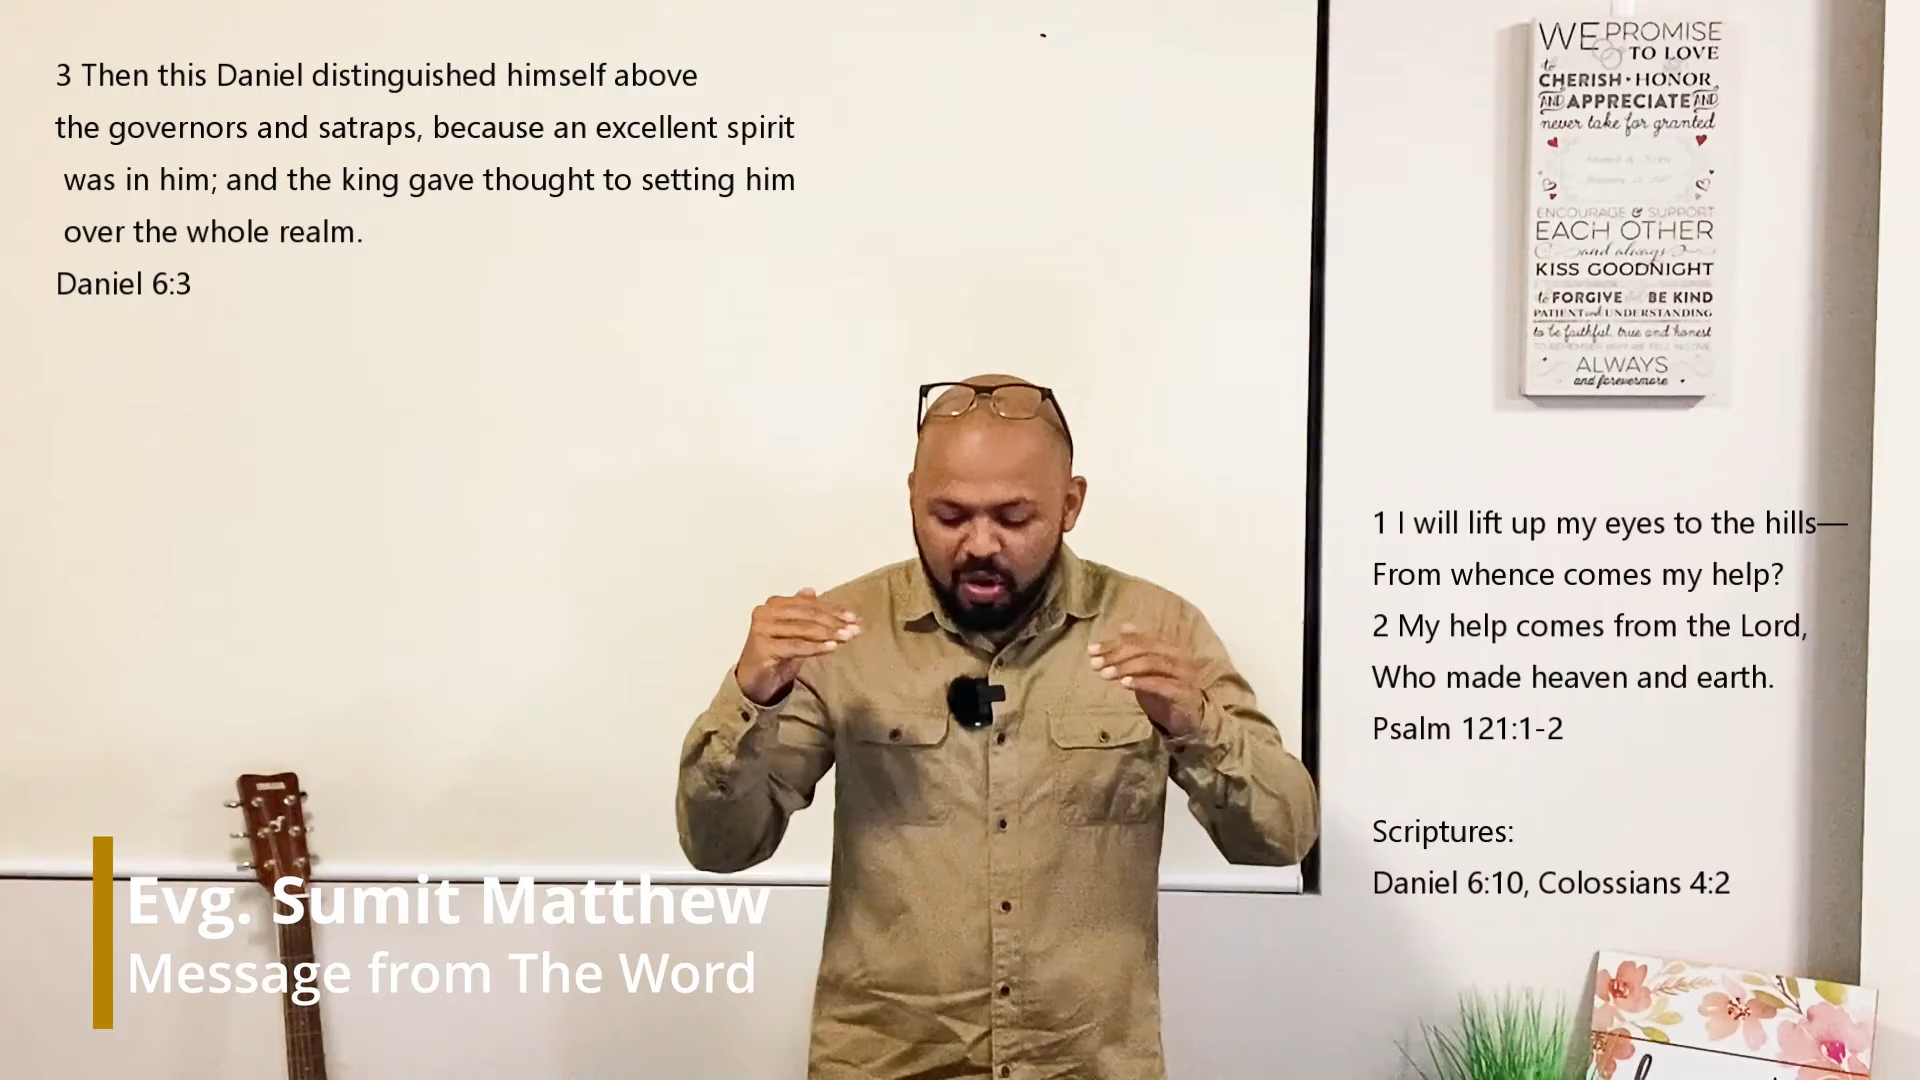 3 Then this Daniel distinguished himself above
the governors and satraps, because an excellent spirit
was in him; and the king gave thought to setting him
over the whole realm.
Daniel 6:3
WE PROMISE
TO LOVE
to
CHERISH • HONOR
AND APPRECIATE AND
never take for granted
ENCOURAGE & SUPPORT
EACH OTHER
and always
KISS GOODNIGHT
to FORGIVE BE KIND
PATIENT and UNDERSTANDING
to be faithful, true and honest
ALWAYS
and forevermore
1 I will lift up my eyes to the hills—
From whence comes my help?
2 My help comes from the Lord,
Who made heaven and earth.
Psalm 121:1-2
Scriptures:
Daniel 6:10, Colossians 4:2
Evg. Sumit Matthew
Message from The Word